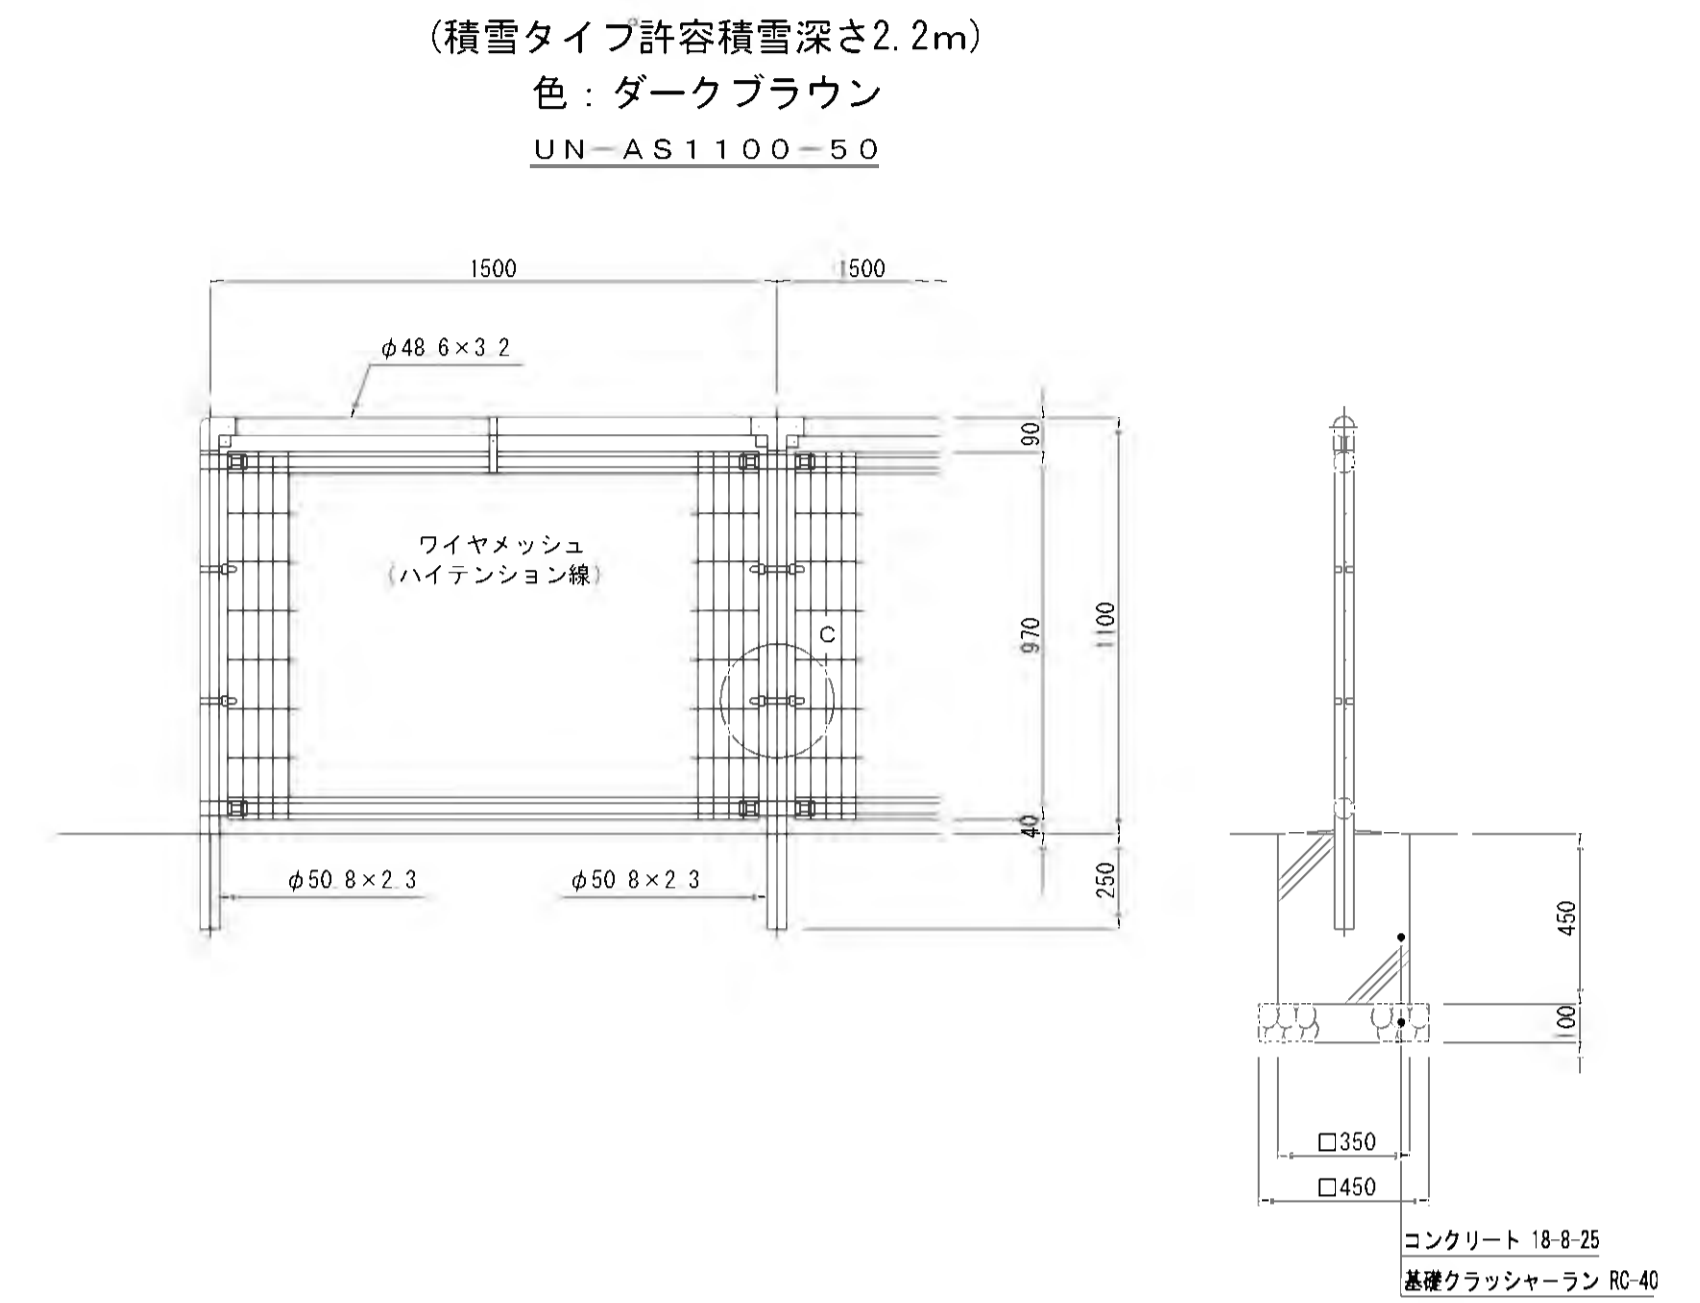 (積雪タイプ許容積雪深さ2.2m)
色：ダークブラウン
UN-AS1100-50
1500
1500
φ48.6×3.2
90
ワイヤメッシュ
(ハイテンション線)
970
1100
C
40
φ50.8×2.3
φ50.8×2.3
250
450
100
□350
□450
コンクリート 18-8-25
基礎クラッシャーラン RC-40